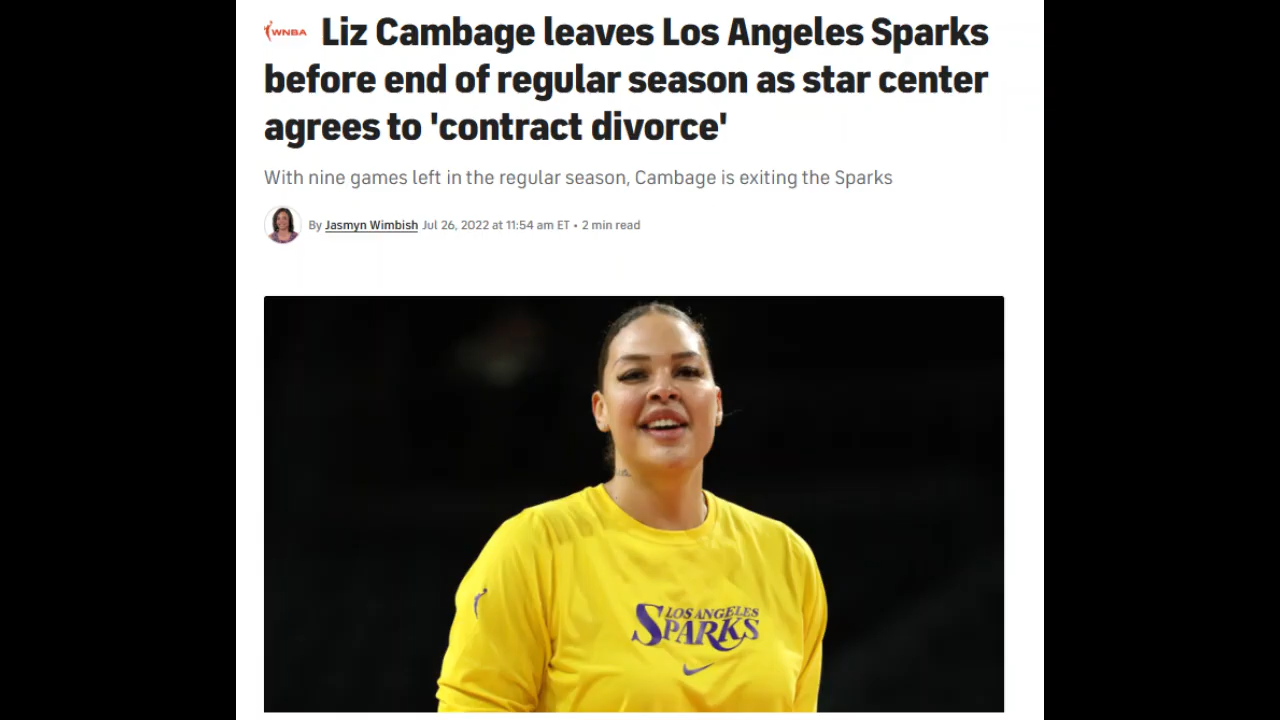 WNBA Liz Cambage leaves Los Angeles Sparks
before end of regular season as star center
agrees to 'contract divorce'
With nine games left in the regular season, Cambage is exiting the Sparks
By Jasmyn Wimbish Jul 26, 2022 at 11:54 am ET • 2 min read
LOS ANGELES
SPARKS